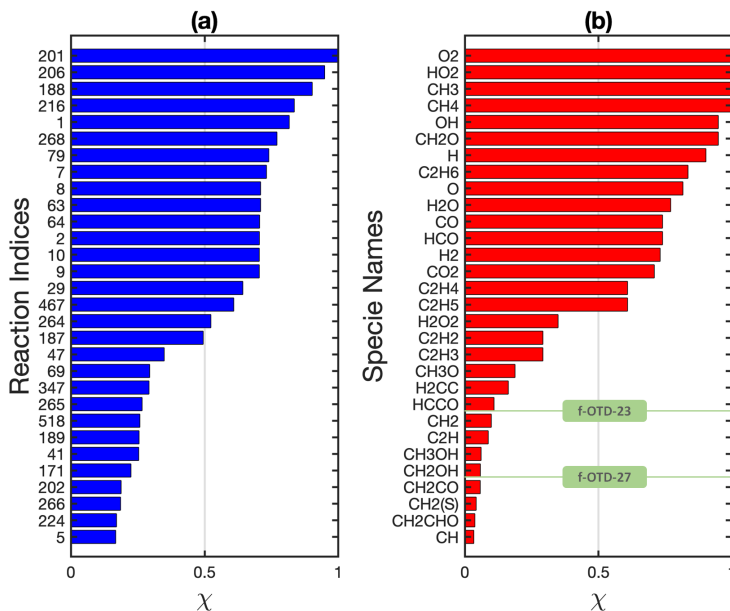 (a)
Reaction Indices
201
206
188
216
1
268
79
7
8
63
64
2
10
9
29
467
264
187
47
69
347
265
518
189
41
171
202
266
224
5
0
0.5
1
χ
(b)
Specie Names
O2
HO2
CH3
CH4
OH
CH2O
H
C2H6
O
H2O
CO
HCO
H2
CO2
C2H4
C2H5
H2O2
C2H2
C2H3
CH3O
H2CC
HCCO
f-OTD-23
CH2
C2H
CH3OH
CH2OH
f-OTD-27
CH2CO
CH2(S)
CH2CHO
CH
0
0.5
1
χ